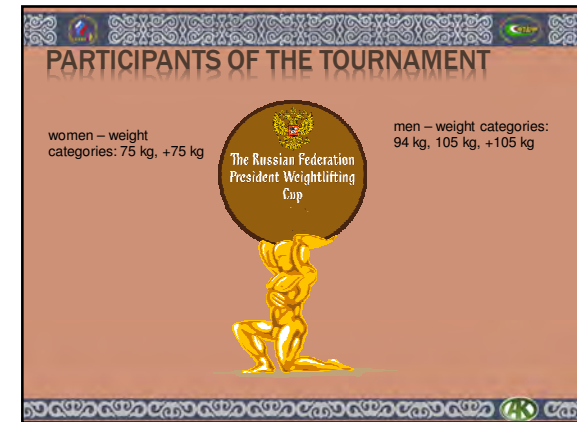 PARTICIPANTS OF THE TOURNAMENT
women – weight
categories: 75 kg, +75 kg
men – weight categories:
94 kg, 105 kg, +105 kg
The Russian Federation
President Weightlifting
Cup